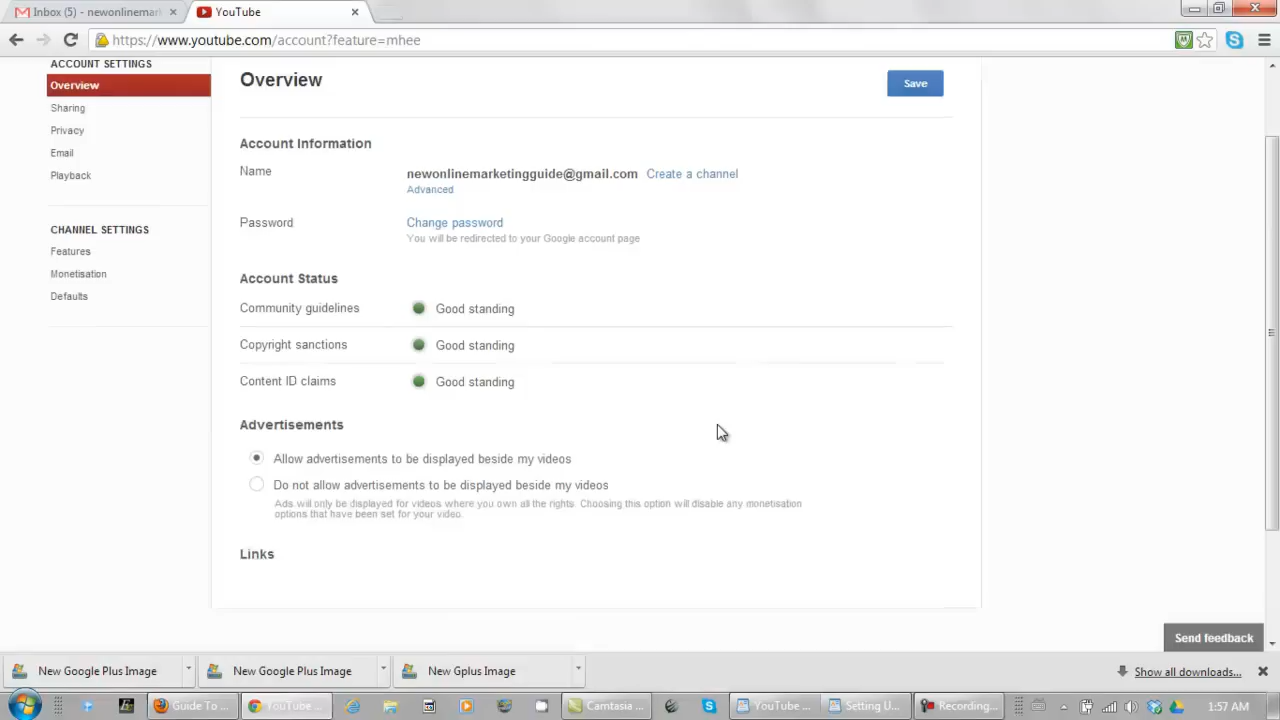 Inbox (5) - newonlinemark
YouTube
https://www.youtube.com/account?feature=mhee
ACCOUNT SETTINGS
Overview
Sharing
Privacy
Email
Playback
CHANNEL SETTINGS
Features
Monetisation
Defaults
Overview
Save
Account Information
Name
newonlinemarketingguide@gmail.com Create a channel
Advanced
Password
Change password
You will be redirected to your Google account page
Account Status
Community guidelines Good standing
Copyright sanctions Good standing
Content ID claims Good standing
Advertisements
Allow advertisements to be displayed beside my videos
Do not allow advertisements to be displayed beside my videos
Ads will only be displayed for videos where you own all the rights. Choosing this option will disable any monetisation
options that have been set for your video.
Links
Send feedback
New Google Plus Image New Google Plus Image New Gplus Image Show all downloads...
Guide To ... YouTube ... Camtasia ... YouTube ... Setting U... Recording... 1:57 AM